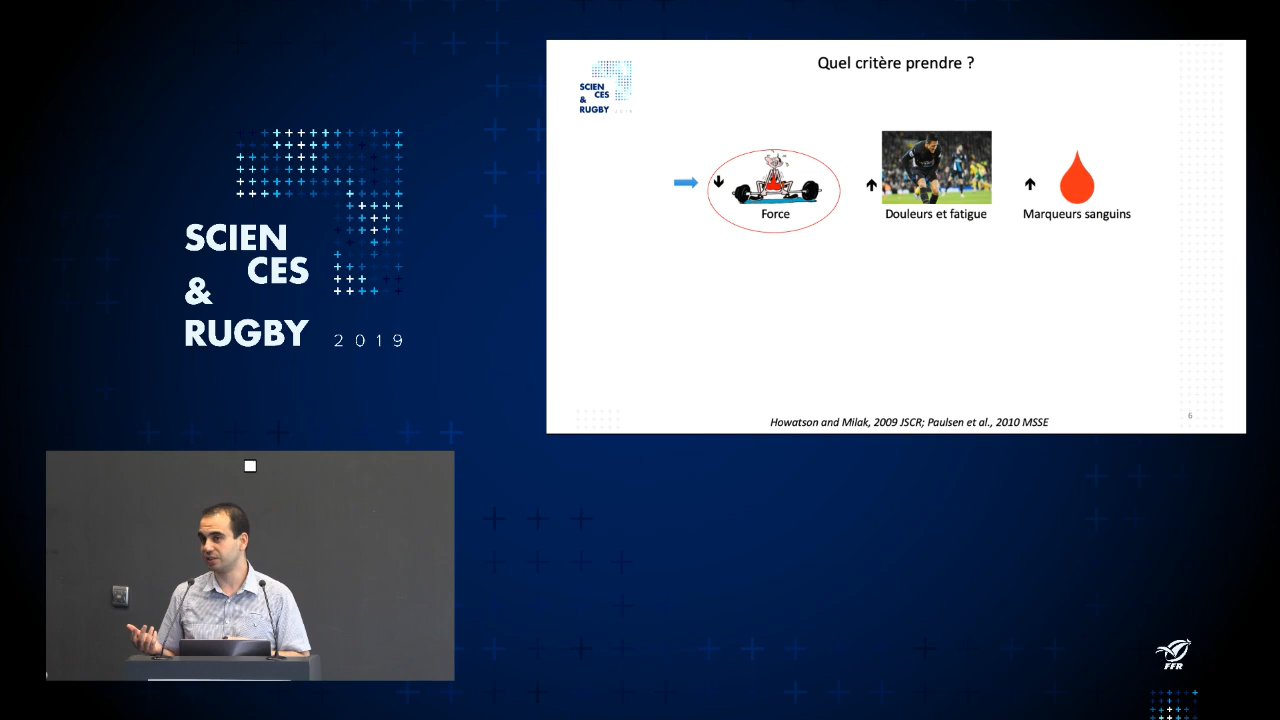 SCIEN
CES
&
RUGBY 2019
SCIEN
CES
&
RUGBY 2019
Quel critère prendre ?
Force
Douleurs et fatigue
Marqueurs sanguins
Howatson and Milak, 2009 JSCR; Paulsen et al., 2010 MSSE
6
FFR